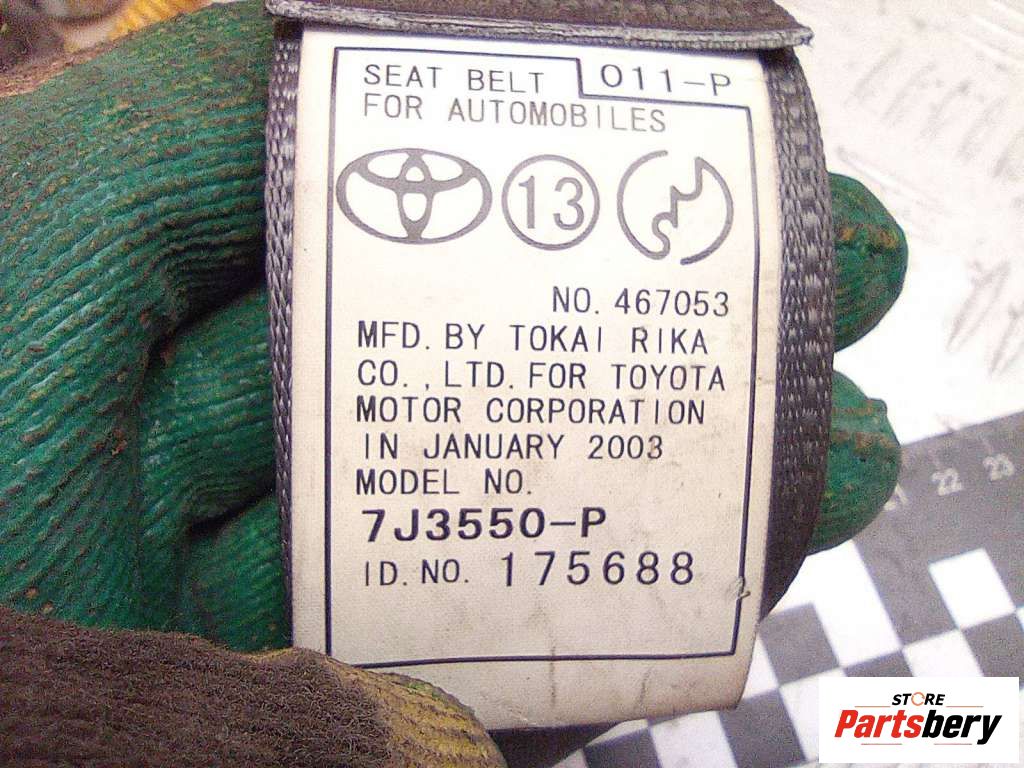 SEAT BELT 011-P
FOR AUTOMOBILES
13
NO. 467053
MFD. BY TOKAI RIKA
CO., LTD. FOR TOYOTA
MOTOR CORPORATION
IN JANUARY 2003
MODEL NO.
7J3550-P
ID. NO. 175688
22 23
STORE
Partsbery